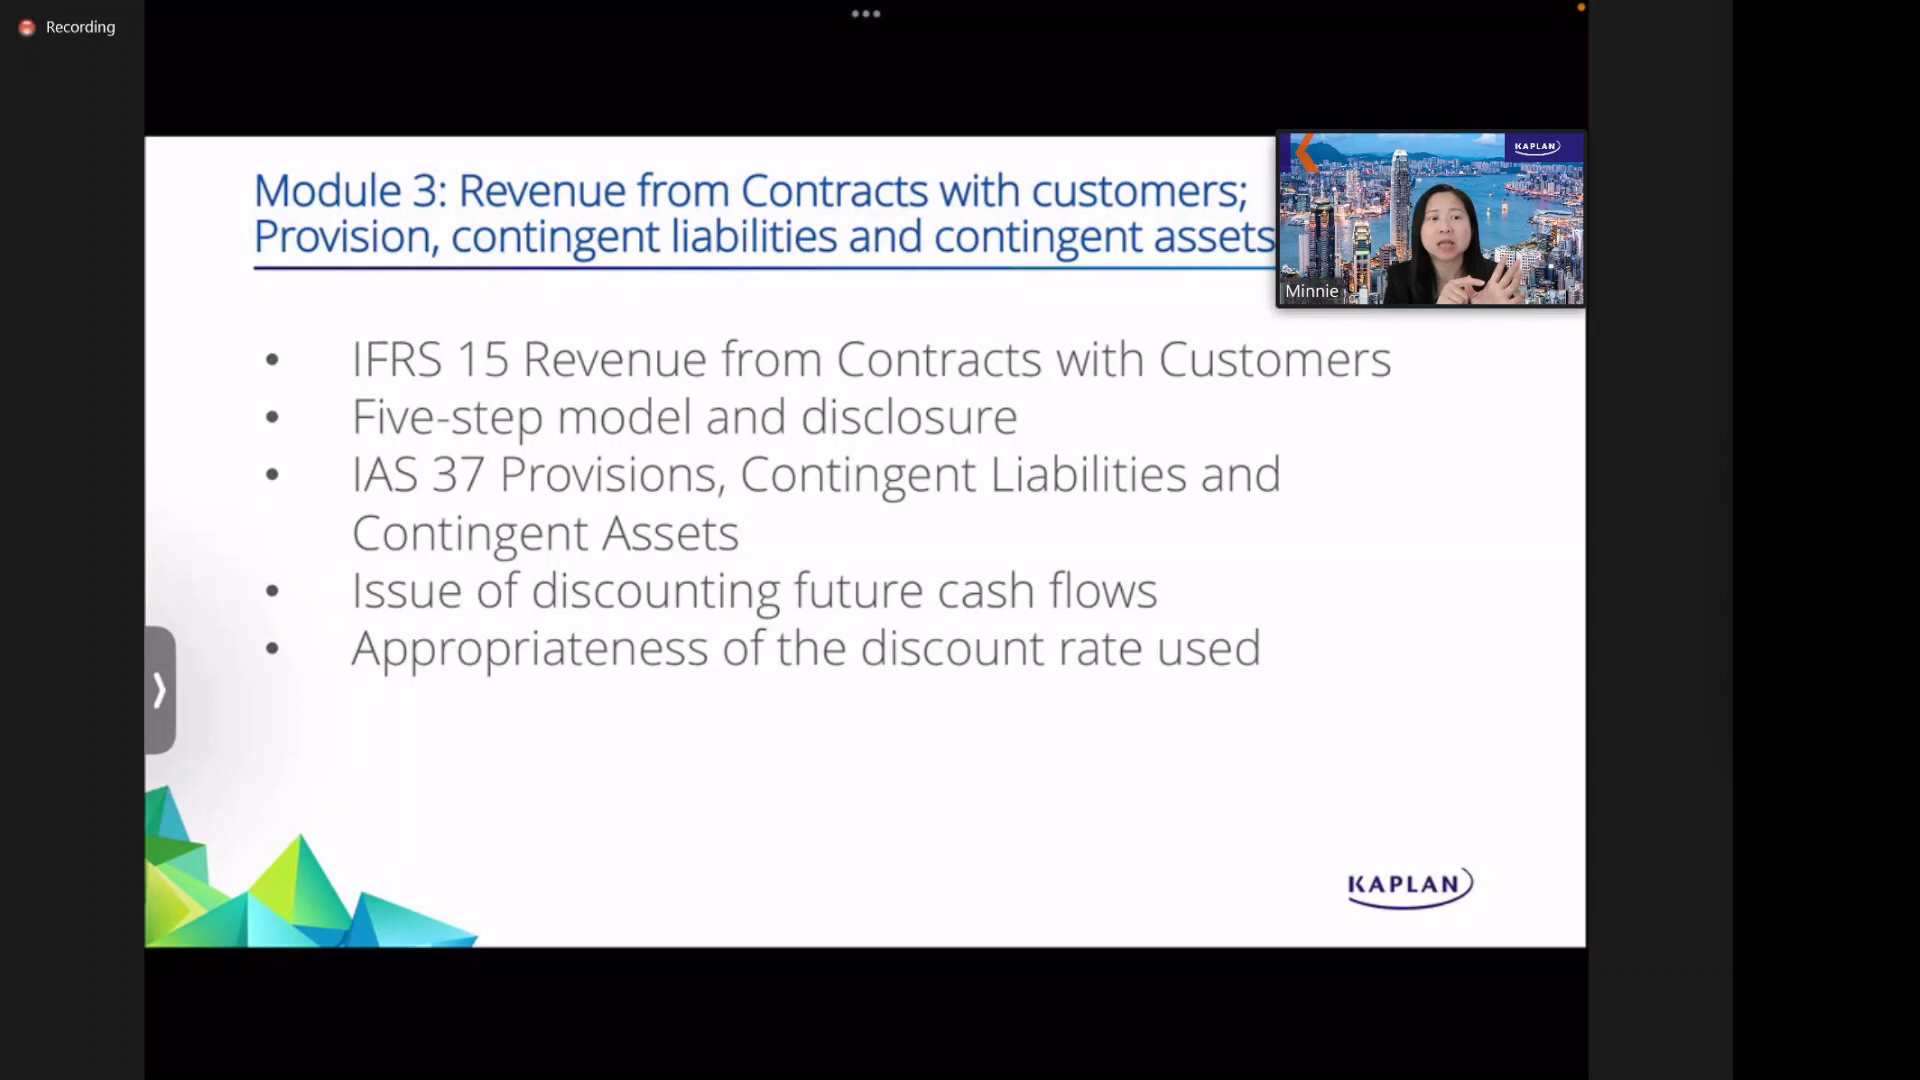 Recording
Module 3: Revenue from Contracts with customers;
Provision, contingent liabilities and contingent assets
KAPLAN
Minnie
• IFRS 15 Revenue from Contracts with Customers
• Five-step model and disclosure
• IAS 37 Provisions, Contingent Liabilities and
Contingent Assets
• Issue of discounting future cash flows
• Appropriateness of the discount rate used
KAPLAN